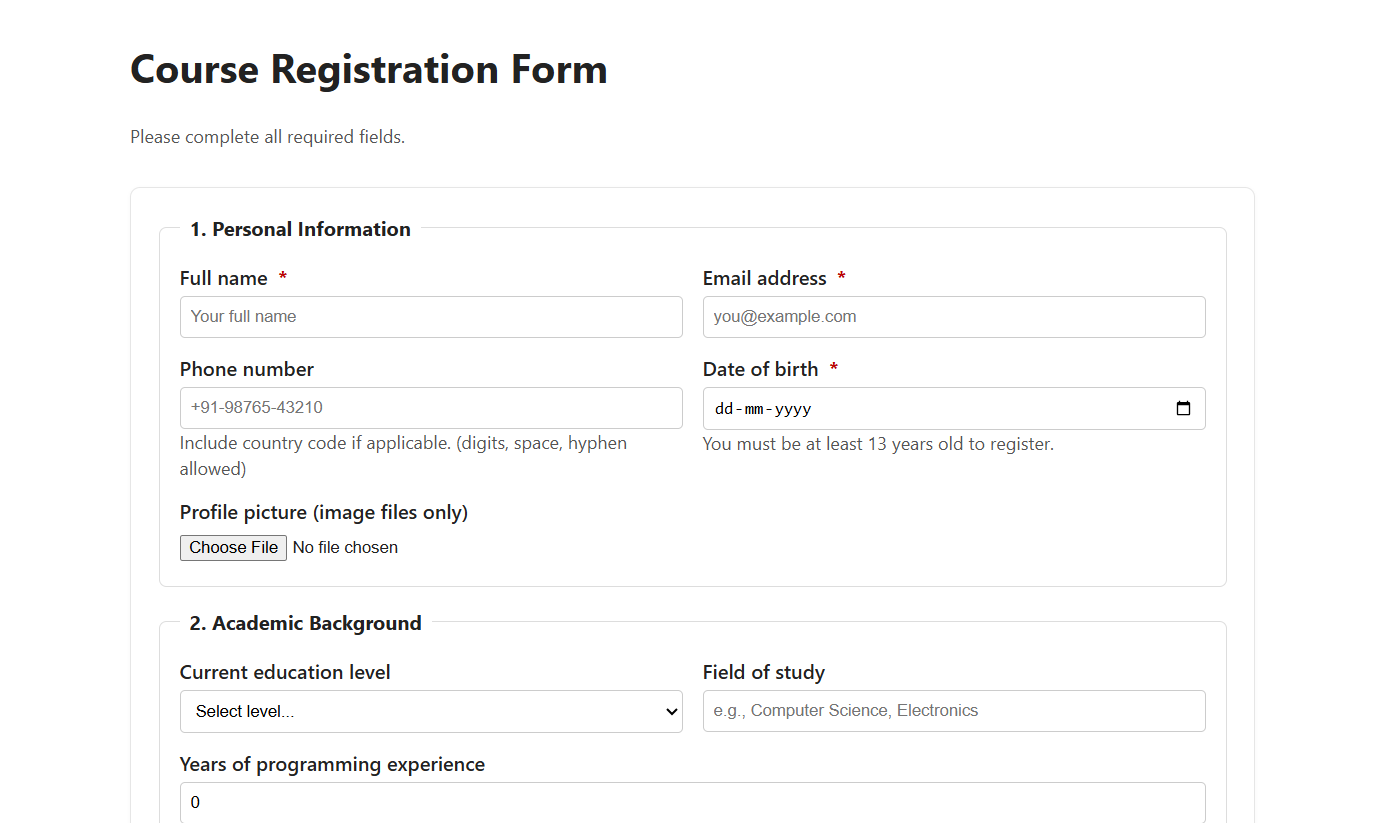 Course Registration Form
Please complete all required fields.
1. Personal Information
Full name *
Your full name
Email address *
you@example.com
Phone number
+91-98765-43210
Include country code if applicable. (digits, space, hyphen
allowed)
Date of birth *
dd-mm-yyyy
You must be at least 13 years old to register.
Profile picture (image files only)
Choose File No file chosen
2. Academic Background
Current education level
Select level...
Field of study
e.g., Computer Science, Electronics
Years of programming experience
0